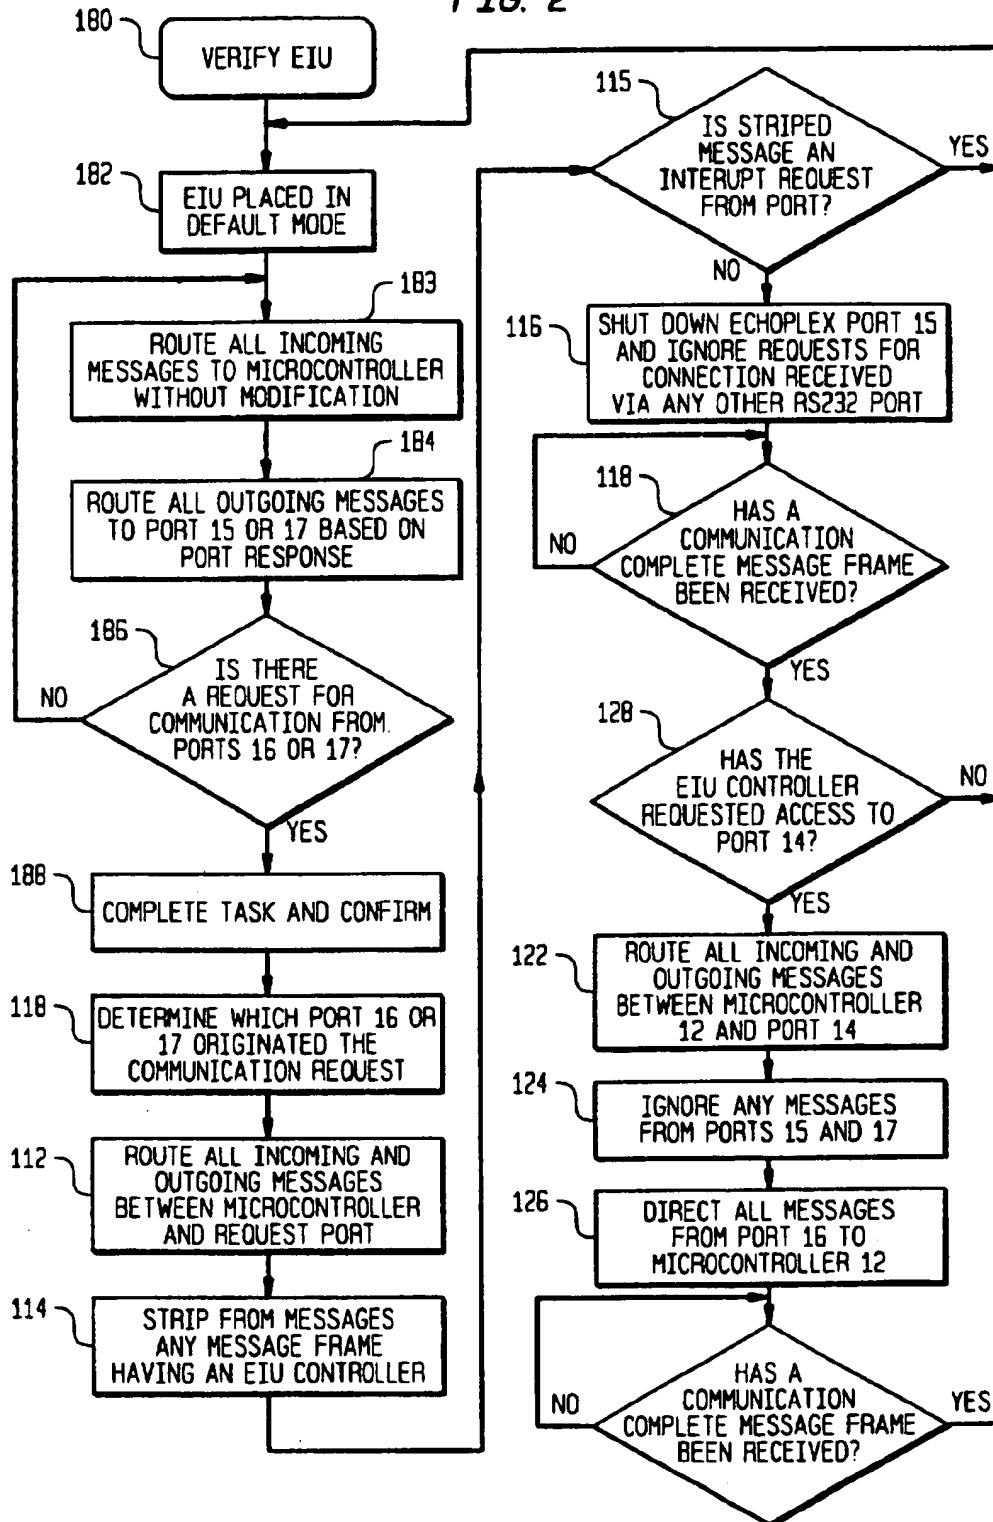 FIG. 2
180
VERIFY EIU
182
EIU PLACED IN
DEFAULT MODE
183
ROUTE ALL INCOMING
MESSAGES TO MICROCONTROLLER
WITHOUT MODIFICATION
184
ROUTE ALL OUTGOING MESSAGES
TO PORT 15 OR 17 BASED ON
PORT RESPONSE
186
IS THERE
A REQUEST FOR
COMMUNICATION FROM
PORTS 16 OR 17?
NO
YES
188
COMPLETE TASK AND CONFIRM
118
DETERMINE WHICH PORT 16 OR
17 ORIGINATED THE
COMMUNICATION REQUEST
112
ROUTE ALL INCOMING AND
OUTGOING MESSAGES
BETWEEN MICROCONTROLLER
AND REQUEST PORT
114
STRIP FROM MESSAGES
ANY MESSAGE FRAME
HAVING AN EIU CONTROLLER
115
IS STRIPED
MESSAGE AN
INTERUPT REQUEST
FROM PORT?
YES
NO
116
SHUT DOWN ECHOPLEX PORT 15
AND IGNORE REQUESTS FOR
CONNECTION RECEIVED
VIA ANY OTHER RS232 PORT
118
HAS A
COMMUNICATION
COMPLETE MESSAGE FRAME
BEEN RECEIVED?
NO
YES
128
HAS THE
EIU CONTROLLER
REQUESTED ACCESS TO
PORT 14?
NO
YES
122
ROUTE ALL INCOMING AND
OUTGOING MESSAGES
BETWEEN MICROCONTROLLER
12 AND PORT 14
124
IGNORE ANY MESSAGES
FROM PORTS 15 AND 17
126
DIRECT ALL MESSAGES
FROM PORT 16 TO
MICROCONTROLLER 12
HAS A
COMMUNICATION
COMPLETE MESSAGE FRAME
BEEN RECEIVED?
NO
YES